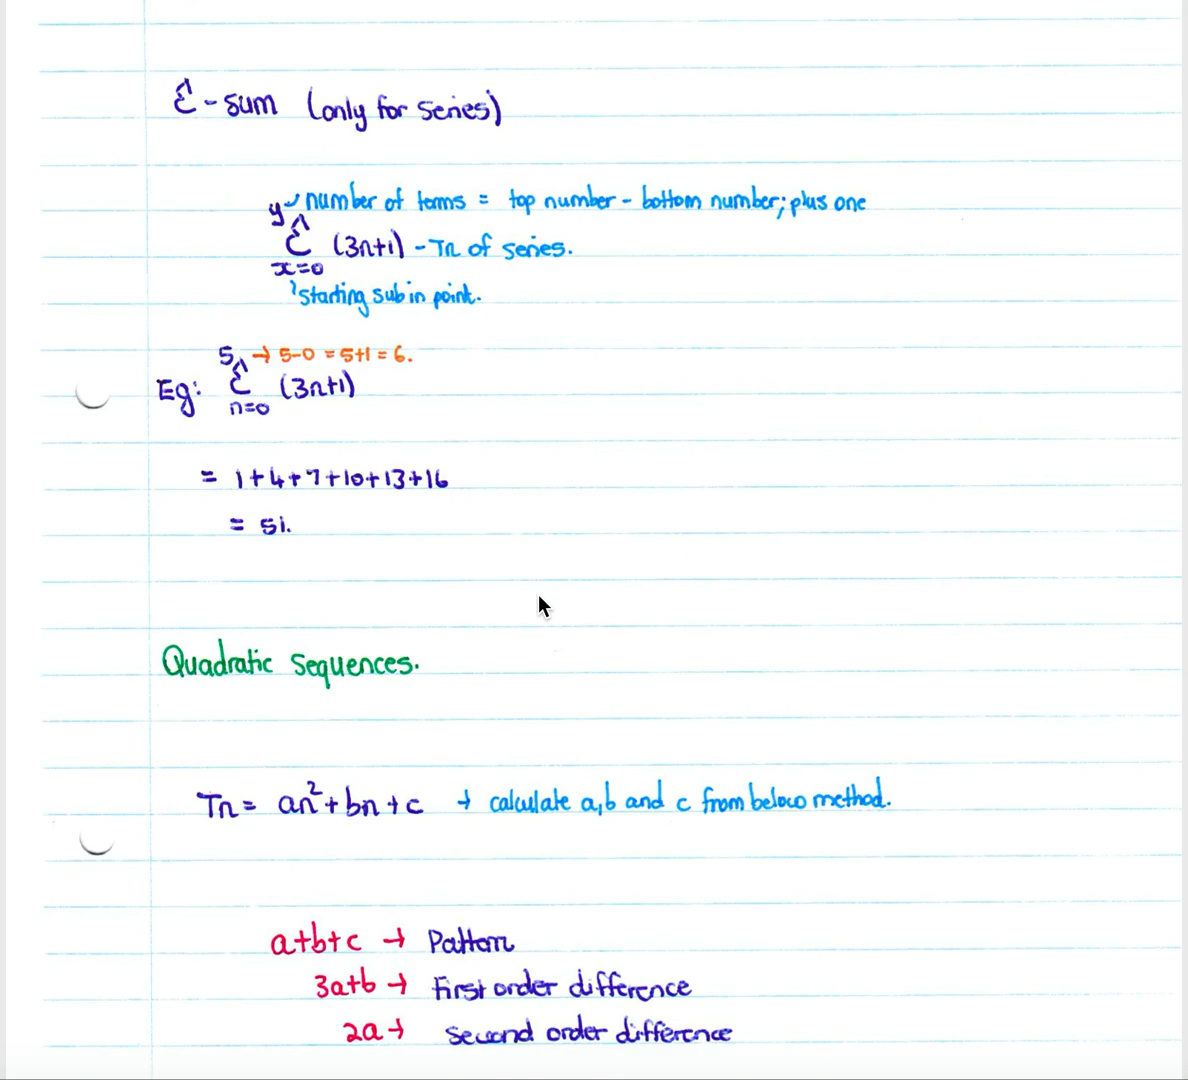 Σ - sum (only for series)
y → number of terms = top number - bottom number; plus one
Σ (3n+1) - Tn of series.
x=0
starting sub in point.
5 → 5-0 = 5+1 = 6.
Eg: Σ (3n+1)
n=0
= 1+4+7+10+13+16
= 51.
Quadratic sequences.
Tn = an²+bn+c → calculate a,b and c from below method.
a+b+c → Pattern
3a+b → First order difference
2a → second order difference